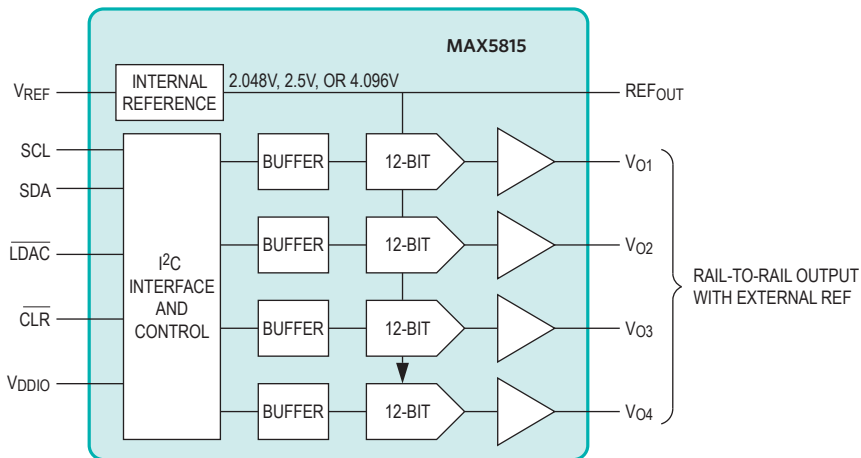 MAX5815
VREF
INTERNAL
REFERENCE
2.048V, 2.5V, OR 4.096V
REFOUT
SCL
SDA
LDAC
CLR
VDDIO
I2C
INTERFACE
AND
CONTROL
BUFFER
12-BIT
VO1
BUFFER
12-BIT
VO2
BUFFER
12-BIT
VO3
BUFFER
12-BIT
VO4
RAIL-TO-RAIL OUTPUT
WITH EXTERNAL REF